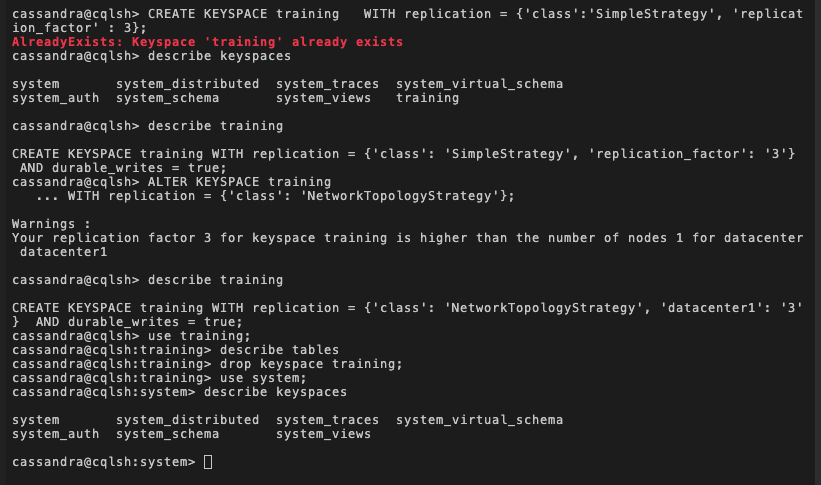 cassandra@cqlsh> CREATE KEYSPACE training   WITH replication = {'class':'SimpleStrategy', 'replicat
ion_factor' : 3};
AlreadyExists: Keyspace 'training' already exists
cassandra@cqlsh> describe keyspaces

system       system_distributed  system_traces  system_virtual_schema
system_auth  system_schema       system_views   training

cassandra@cqlsh> describe training

CREATE KEYSPACE training WITH replication = {'class': 'SimpleStrategy', 'replication_factor': '3'}
 AND durable_writes = true;
cassandra@cqlsh> ALTER KEYSPACE training
   ... WITH replication = {'class': 'NetworkTopologyStrategy'};

Warnings :
Your replication factor 3 for keyspace training is higher than the number of nodes 1 for datacenter
 datacenter1

cassandra@cqlsh> describe training

CREATE KEYSPACE training WITH replication = {'class': 'NetworkTopologyStrategy', 'datacenter1': '3'
}  AND durable_writes = true;
cassandra@cqlsh> use training;
cassandra@cqlsh:training> describe tables
cassandra@cqlsh:training> drop keyspace training;
cassandra@cqlsh:training> use system;
cassandra@cqlsh:system> describe keyspaces

system       system_distributed  system_traces  system_virtual_schema
system_auth  system_schema       system_views

cassandra@cqlsh:system>